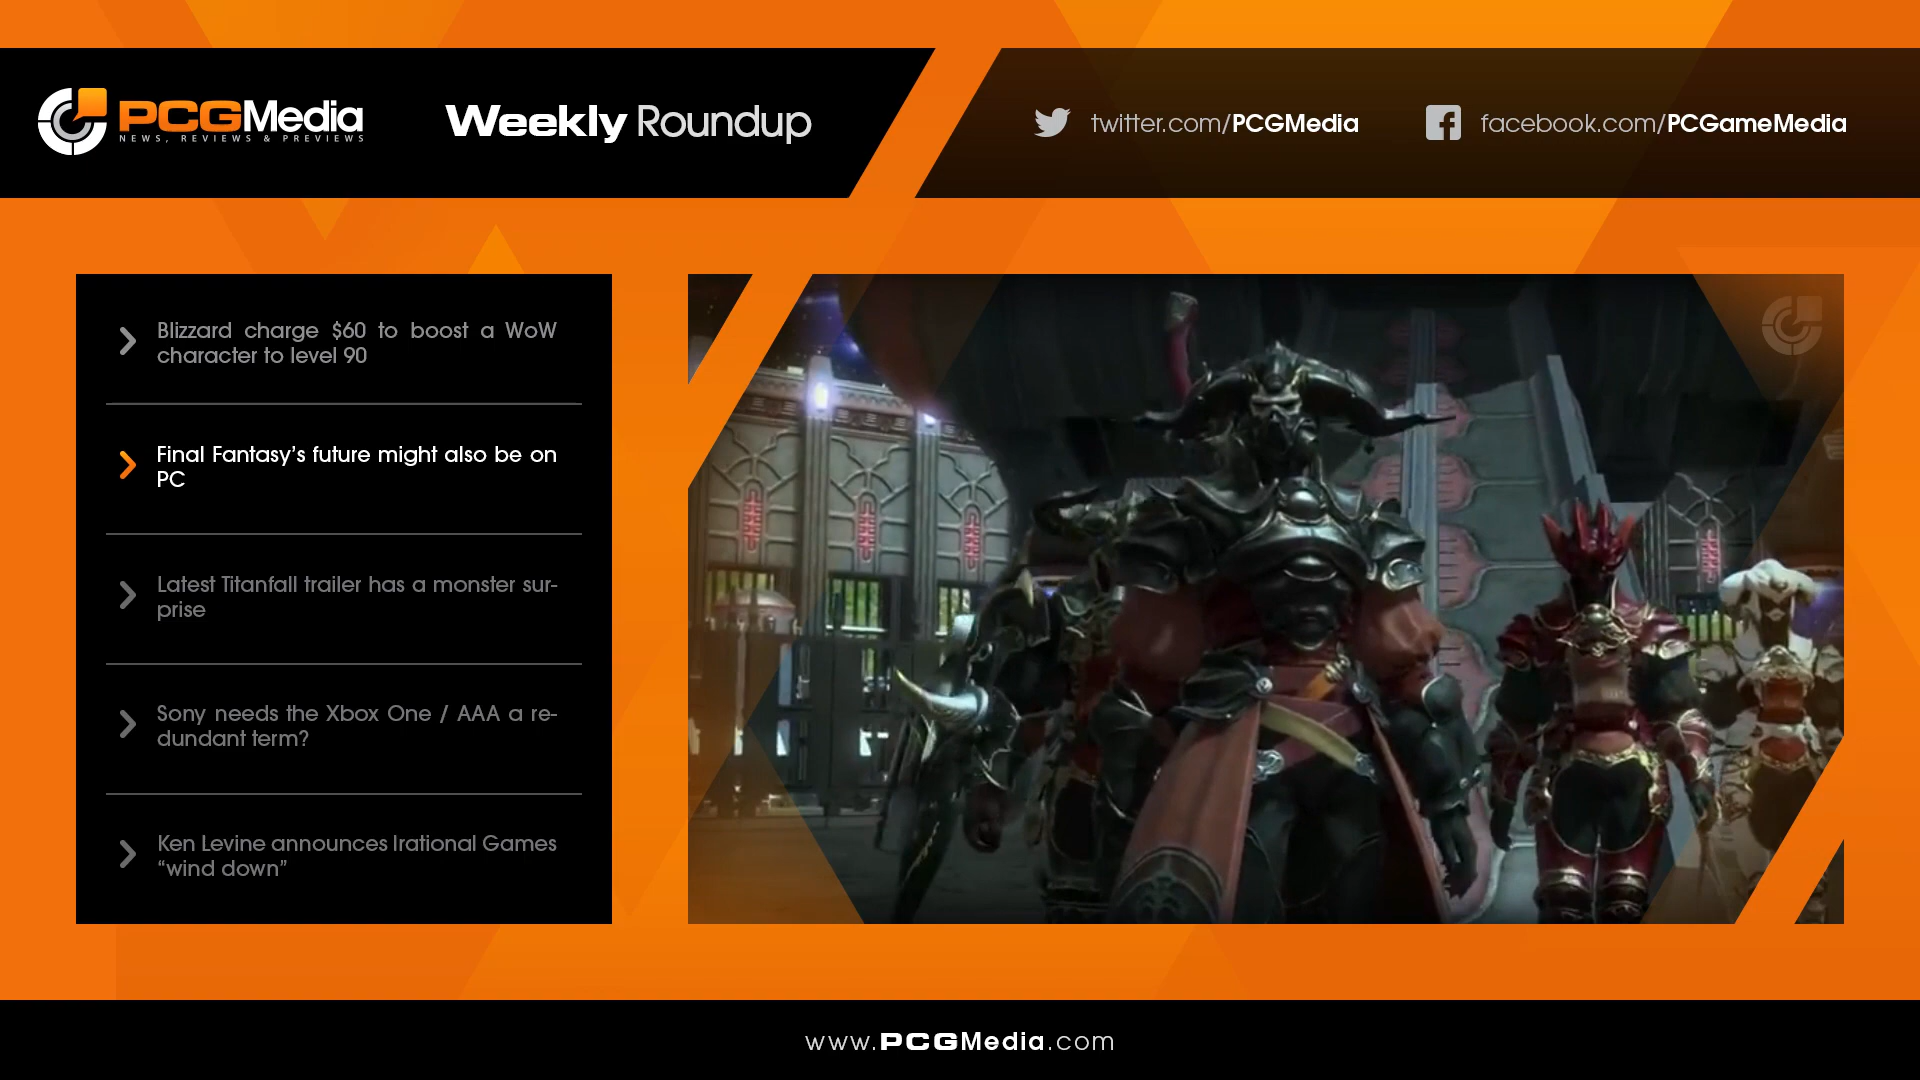 PCGMedia
NEWS, REVIEWS & PREVIEWS
Weekly Roundup
twitter.com/PCGMedia
facebook.com/PCGameMedia
Blizzard charge $60 to boost a WoW
character to level 90
Final Fantasy's future might also be on
PC
Latest Titanfall trailer has a monster sur-
prise
Sony needs the Xbox One / AAA a re-
dundant term?
Ken Levine announces Irational Games
“wind down”
www.PCGMedia.com